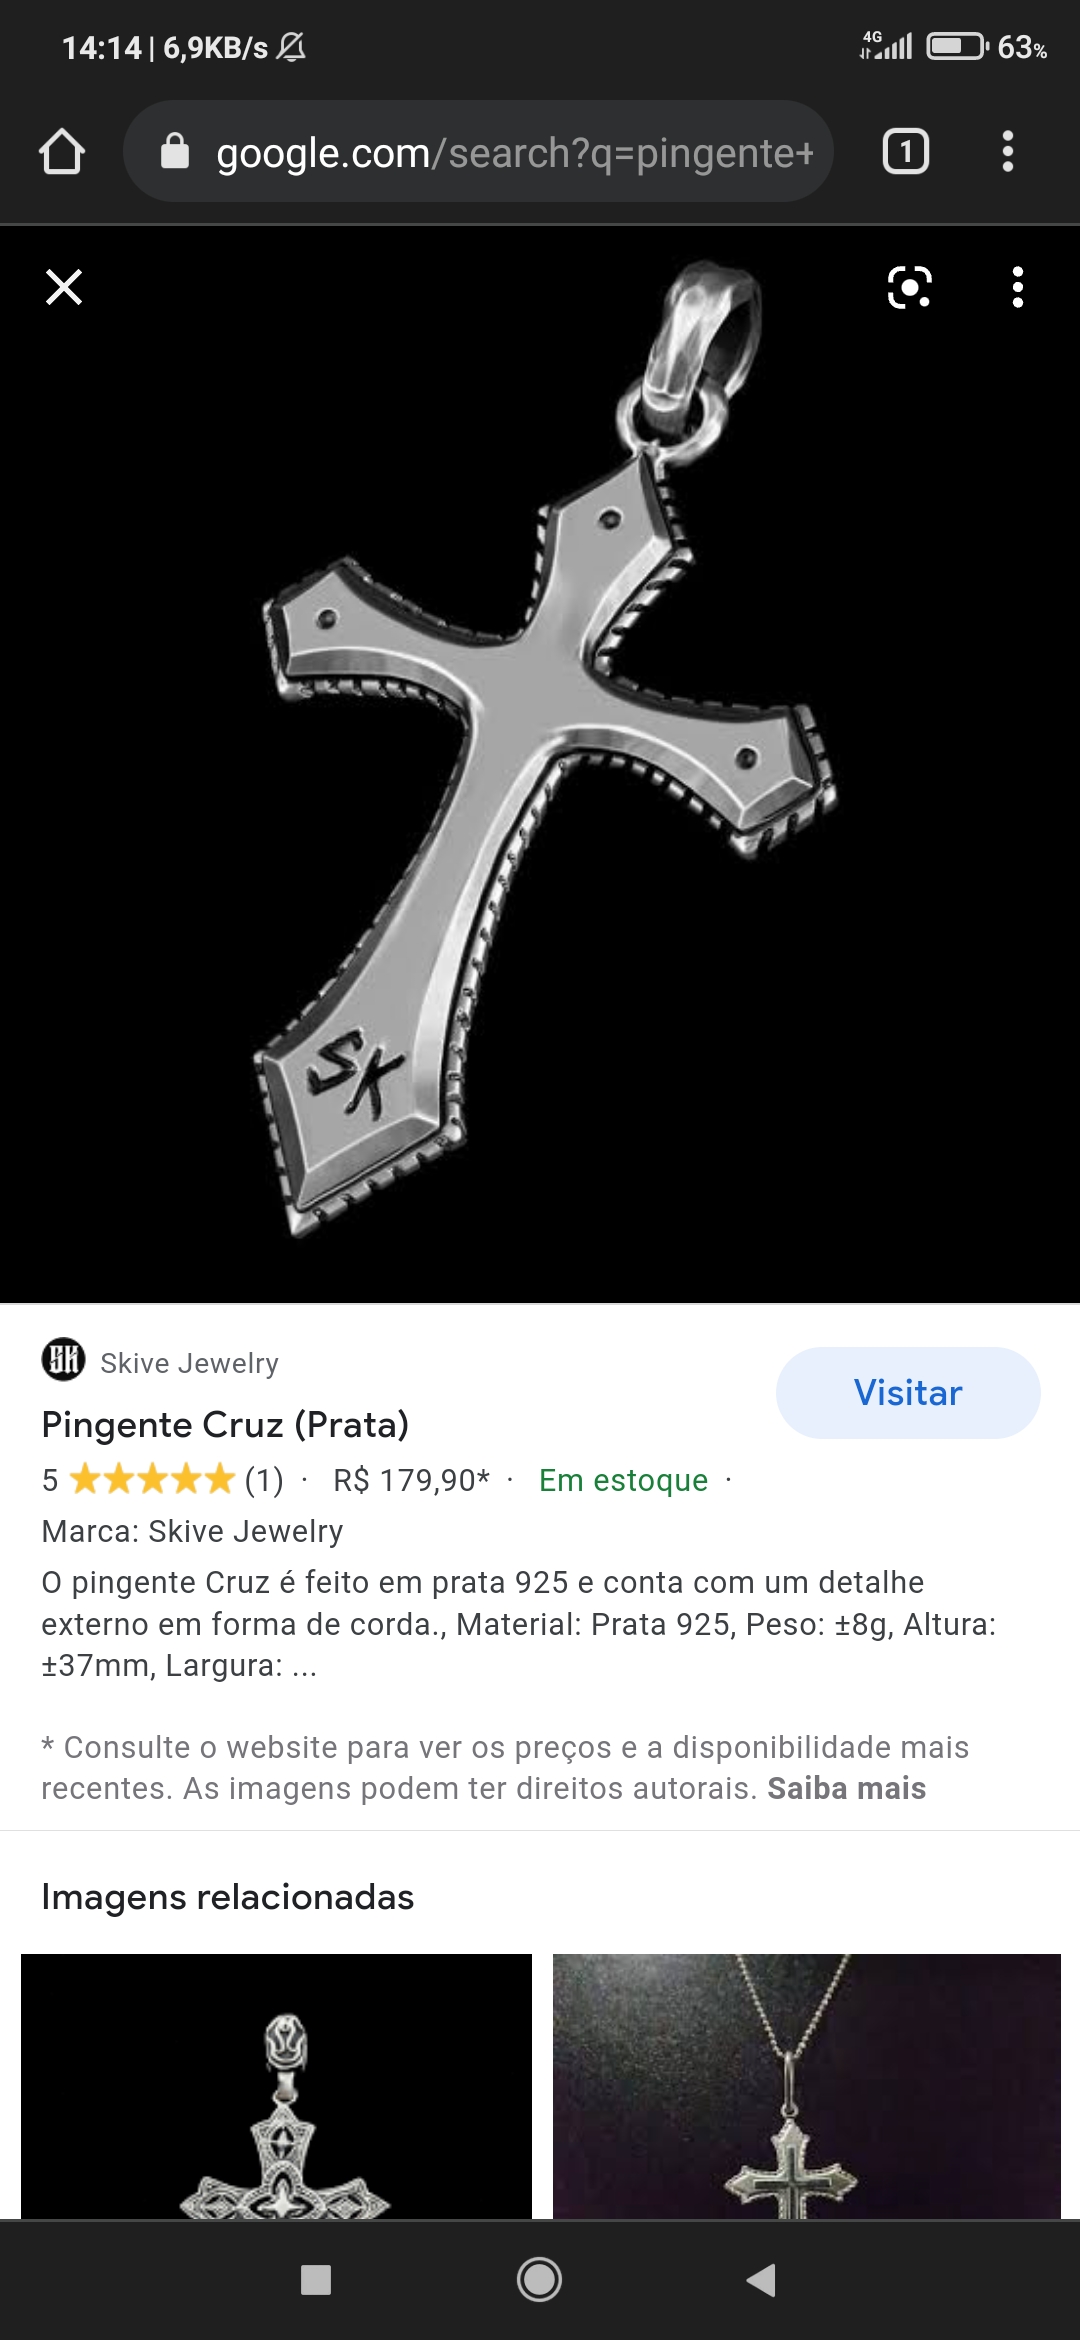 14:14 | 6,9KB/s 4G 63%
google.com/search?q=pingente+ 1
SK
SK Skive Jewelry
Visitar
Pingente Cruz (Prata)
5 ★★★★★ (1) · R$ 179,90* · Em estoque ·
Marca: Skive Jewelry
O pingente Cruz é feito em prata 925 e conta com um detalhe
externo em forma de corda., Material: Prata 925, Peso: ±8g, Altura:
±37mm, Largura: ...
* Consulte o website para ver os preços e a disponibilidade mais
recentes. As imagens podem ter direitos autorais. Saiba mais
Imagens relacionadas